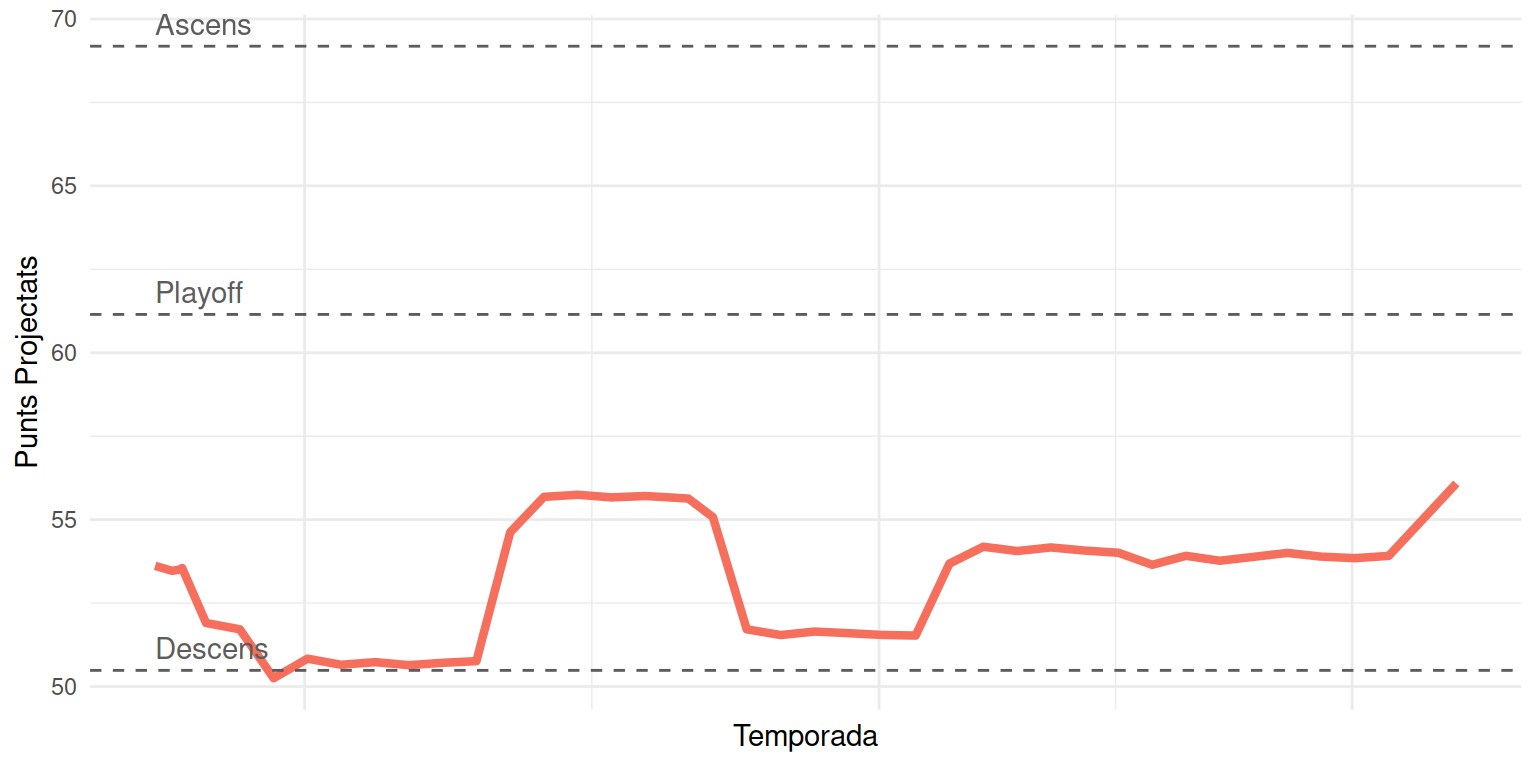 70
Ascens
65
Playoff
60
55
Descens
50
Punts Projectats
Temporada